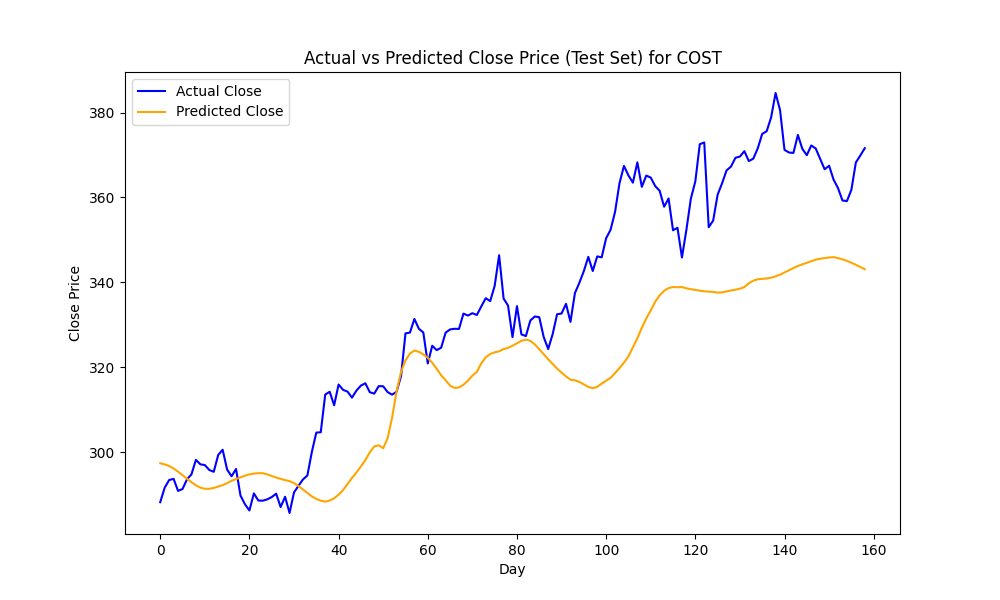 Actual vs Predicted Close Price (Test Set) for COST
Actual Close
Predicted Close
380
360
340
320
300
Close Price
0 20 40 60 80 100 120 140 160
Day